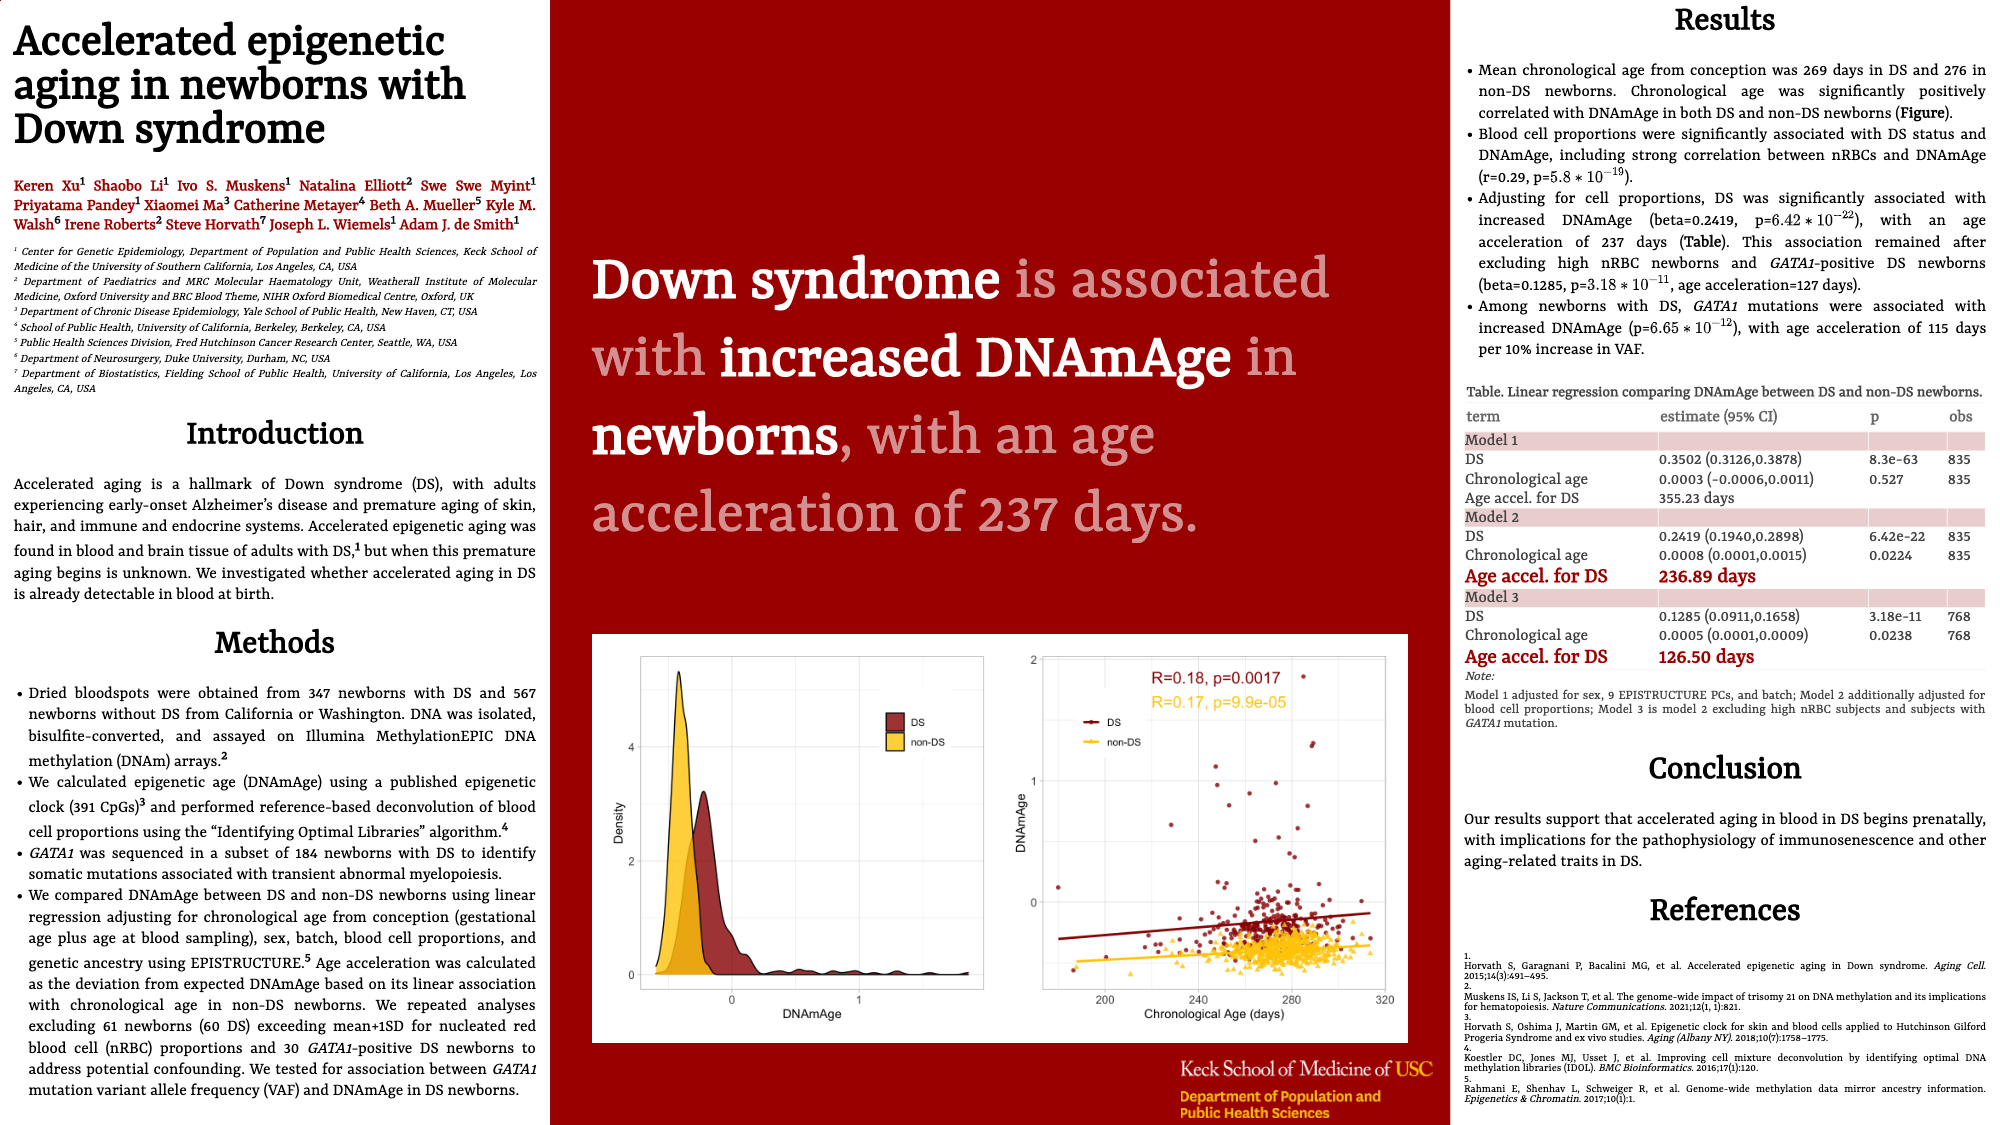 Accelerated epigenetic
aging in newborns with
Down syndrome
Keren Xu1 Shaobo Li1 Ivo S. Muskens1 Natalina Elliott2 Swe Swe Myint1
Priyatama Pandey1 Xiaomei Ma3 Catherine Metayer4 Beth A. Mueller5 Kyle M.
Walsh6 Irene Roberts2 Steve Horvath7 Joseph L. Wiemels1 Adam J. de Smith1
1 Center for Genetic Epidemiology, Department of Population and Public Health Sciences, Keck School of
Medicine of the University of Southern California, Los Angeles, CA, USA
2 Department of Paediatrics and MRC Molecular Haematology Unit, Weatherall Institute of Molecular
Medicine, Oxford University and BRC Blood Theme, NIHR Oxford Biomedical Centre, Oxford, UK
3 Department of Chronic Disease Epidemiology, Yale School of Public Health, New Haven, CT, USA
4 School of Public Health, University of California, Berkeley, Berkeley, CA, USA
5 Public Health Sciences Division, Fred Hutchinson Cancer Research Center, Seattle, WA, USA
6 Department of Neurosurgery, Duke University, Durham, NC, USA
7 Department of Biostatistics, Fielding School of Public Health, University of California, Los Angeles, Los
Angeles, CA, USA
Introduction
Accelerated aging is a hallmark of Down syndrome (DS), with adults
experiencing early-onset Alzheimer's disease and premature aging of skin,
hair, and immune and endocrine systems. Accelerated epigenetic aging was
found in blood and brain tissue of adults with DS,1 but when this premature
aging begins is unknown. We investigated whether accelerated aging in DS
is already detectable in blood at birth.
Methods
• Dried bloodspots were obtained from 347 newborns with DS and 567
newborns without DS from California or Washington. DNA was isolated,
bisulfite-converted, and assayed on Illumina MethylationEPIC DNA
methylation (DNAm) arrays.2
• We calculated epigenetic age (DNAmAge) using a published epigenetic
clock (391 CpGs)3 and performed reference-based deconvolution of blood
cell proportions using the “Identifying Optimal Libraries” algorithm.4
• GATA1 was sequenced in a subset of 184 newborns with DS to identify
somatic mutations associated with transient abnormal myelopoiesis.
• We compared DNAmAge between DS and non-DS newborns using linear
regression adjusting for chronological age from conception (gestational
age plus age at blood sampling), sex, batch, blood cell proportions, and
genetic ancestry using EPISTRUCTURE.5 Age acceleration was calculated
as the deviation from expected DNAmAge based on its linear association
with chronological age in non-DS newborns. We repeated analyses
excluding 61 newborns (60 DS) exceeding mean+1SD for nucleated red
blood cell (nRBC) proportions and 30 GATA1-positive DS newborns to
address potential confounding. We tested for association between GATA1
mutation variant allele frequency (VAF) and DNAmAge in DS newborns.
Down syndrome is associated
with increased DNAmAge in
newborns, with an age
acceleration of 237 days.
Density
4
2
0
0 1
DNAmAge
DS
non-DS
DNAmAge
2
1
0
200 240 280 320
Chronological Age (days)
R=0.18, p=0.0017
R=0.17, p=9.9e-05
DS
non-DS
Keck School of Medicine of USC
Department of Population and
Public Health Sciences
Results
• Mean chronological age from conception was 269 days in DS and 276 in
non-DS newborns. Chronological age was significantly positively
correlated with DNAmAge in both DS and non-DS newborns (Figure).
• Blood cell proportions were significantly associated with DS status and
DNAmAge, including strong correlation between nRBCs and DNAmAge
(r=0.29, p=5.8 * 10−19).
• Adjusting for cell proportions, DS was significantly associated with
increased DNAmAge (beta=0.2419, p=6.42 * 10−22), with an age
acceleration of 237 days (Table). This association remained after
excluding high nRBC newborns and GATA1-positive DS newborns
(beta=0.1285, p=3.18 * 10−11, age acceleration=127 days).
• Among newborns with DS, GATA1 mutations were associated with
increased DNAmAge (p=6.65 * 10−12), with age acceleration of 115 days
per 10% increase in VAF.
Table. Linear regression comparing DNAmAge between DS and non-DS newborns.
term estimate (95% CI) p obs
Model 1
DS 0.3502 (0.3126,0.3878) 8.3e-63 835
Chronological age 0.0003 (-0.0006,0.0011) 0.527 835
Age accel. for DS 355.23 days
Model 2
DS 0.2419 (0.1940,0.2898) 6.42e-22 835
Chronological age 0.0008 (0.0001,0.0015) 0.0224 835
Age accel. for DS 236.89 days
Model 3
DS 0.1285 (0.0911,0.1658) 3.18e-11 768
Chronological age 0.0005 (0.0001,0.0009) 0.0238 768
Age accel. for DS 126.50 days
Note:
Model 1 adjusted for sex, 9 EPISTRUCTURE PCs, and batch; Model 2 additionally adjusted for
blood cell proportions; Model 3 is model 2 excluding high nRBC subjects and subjects with
GATA1 mutation.
Conclusion
Our results support that accelerated aging in blood in DS begins prenatally,
with implications for the pathophysiology of immunosenescence and other
aging-related traits in DS.
References
1.
Horvath S, Garagnani P, Bacalini MG, et al. Accelerated epigenetic aging in Down syndrome. Aging Cell.
2015;14(3):491–495.
2.
Muskens IS, Li S, Jackson T, et al. The genome-wide impact of trisomy 21 on DNA methylation and its implications
for hematopoiesis. Nature Communications. 2021;12(1, 1):821.
3.
Horvath S, Oshima J, Martin GM, et al. Epigenetic clock for skin and blood cells applied to Hutchinson Gilford
Progeria Syndrome and ex vivo studies. Aging (Albany NY). 2018;10(7):1758–1775.
4.
Koestler DC, Jones MJ, Usset J, et al. Improving cell mixture deconvolution by identifying optimal DNA
methylation libraries (IDOL). BMC Bioinformatics. 2016;17(1):120.
5.
Rahmani E, Shenhav L, Schweiger R, et al. Genome-wide methylation data mirror ancestry information.
Epigenetics & Chromatin. 2017;10(1):1.